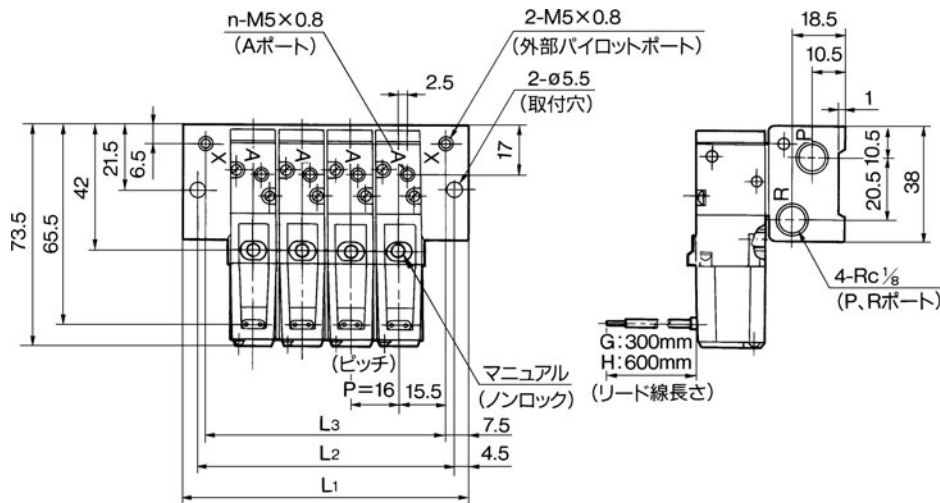 n-M5×0.8
(Aポート)
2-M5×0.8
(外部パイロットポート)
2-ø5.5
(取付穴)
2.5
18.5
10.5
1
73.5
65.5
42
21.5
6.5
X
A
A
A
A
X
17
P
R
10.5
20.5
38
4-Rc 1/8
(P、Rポート)
G:300mm
H:600mm
(リード線長さ)
(ピッチ)
P=16
15.5
マニュアル
(ノンロック)
L3
7.5
L2
4.5
L1